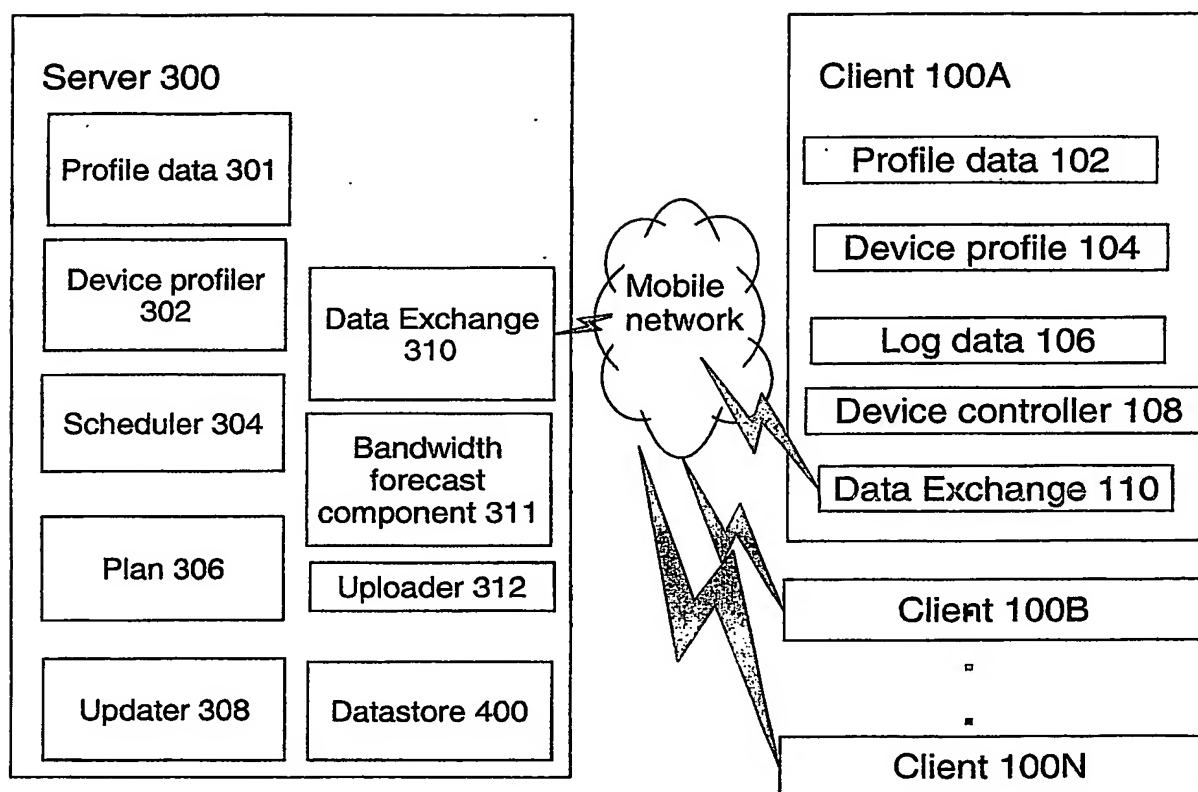 Server 300
Profile data 301
Device profiler
302
Scheduler 304
Plan 306
Updater 308
Data Exchange
310
Bandwidth
forecast
component 311
Uploader 312
Datastore 400
Mobile
network
Client 100A
Profile data 102
Device profile 104
Log data 106
Device controller 108
Data Exchange 110
Client 100B
Client 100N